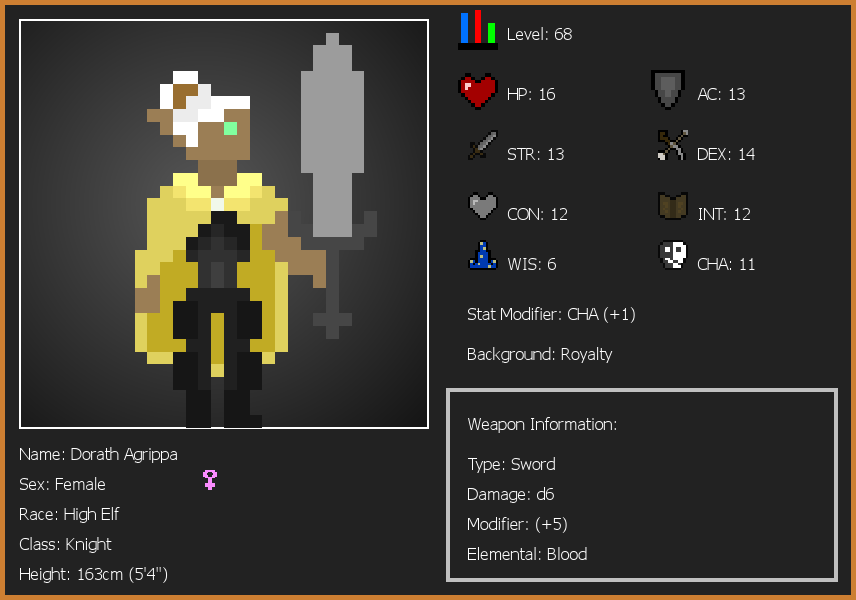 Level: 68
HP: 16
AC: 13
STR: 13
DEX: 14
CON: 12
INT: 12
WIS: 6
CHA: 11
Stat Modifier: CHA (+1)
Background: Royalty
Weapon Information:
Type: Sword
Damage: d6
Modifier: (+5)
Elemental: Blood
Name: Dorath Agrippa
Sex: Female
Race: High Elf
Class: Knight
Height: 163cm (5'4")